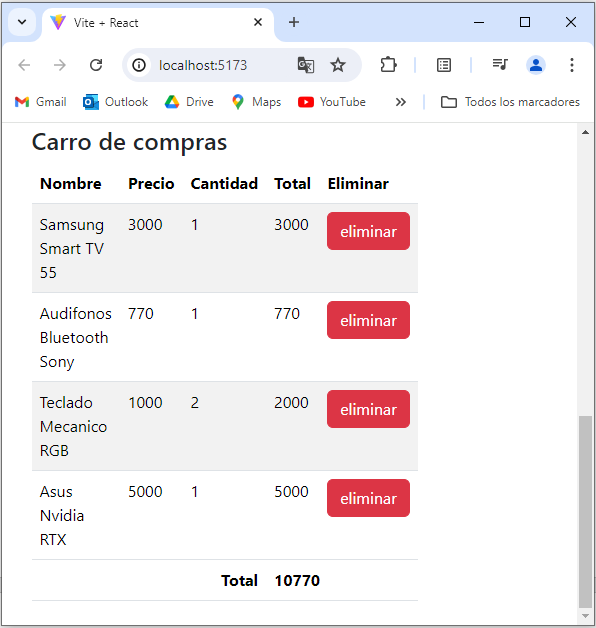 Vite + React
localhost:5173
Gmail Outlook Drive Maps YouTube Todos los marcadores
Carro de compras
Nombre Precio Cantidad Total Eliminar
Samsung 3000 1 3000 eliminar
Smart TV
55
Audifonos 770 1 770 eliminar
Bluetooth
Sony
Teclado 1000 2 2000 eliminar
Mecanico
RGB
Asus 5000 1 5000 eliminar
Nvidia
RTX
Total 10770